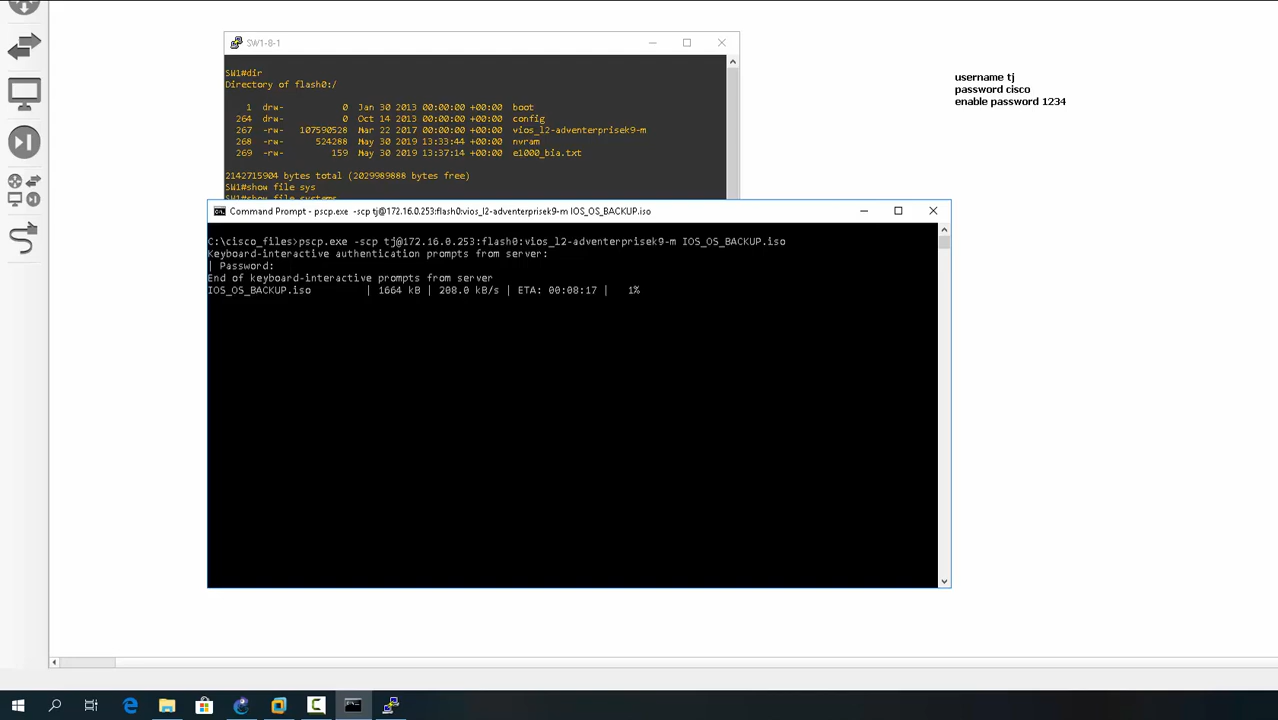 SW1-8-1
SW1#dir
Directory of flash0:/
1 drw- 0 Jan 30 2013 00:00:00 +00:00 boot
264 drw- 0 Oct 14 2013 00:00:00 +00:00 config
267 -rw- 107590528 Mar 22 2017 00:00:00 +00:00 vios_l2-adventerprisek9-m
268 -rw- 524288 May 30 2019 13:33:44 +00:00 nvram
269 -rw- 159 May 30 2019 13:37:14 +00:00 e1000_bia.txt
2142715904 bytes total (2029989888 bytes free)
SW1#show file sys
SW1#show file systems
username tj
password cisco
enable password 1234
Command Prompt - pscp.exe -scp tj@172.16.0.253:flash0:vios_l2-adventerprisek9-m IOS_OS_BACKUP.iso
C:\cisco_files>pscp.exe -scp tj@172.16.0.253:flash0:vios_l2-adventerprisek9-m IOS_OS_BACKUP.iso
Keyboard-interactive authentication prompts from server:
| Password:
End of keyboard-interactive prompts from server
IOS_OS_BACKUP.iso | 1664 kB | 208.0 kB/s | ETA: 00:08:17 | 1%